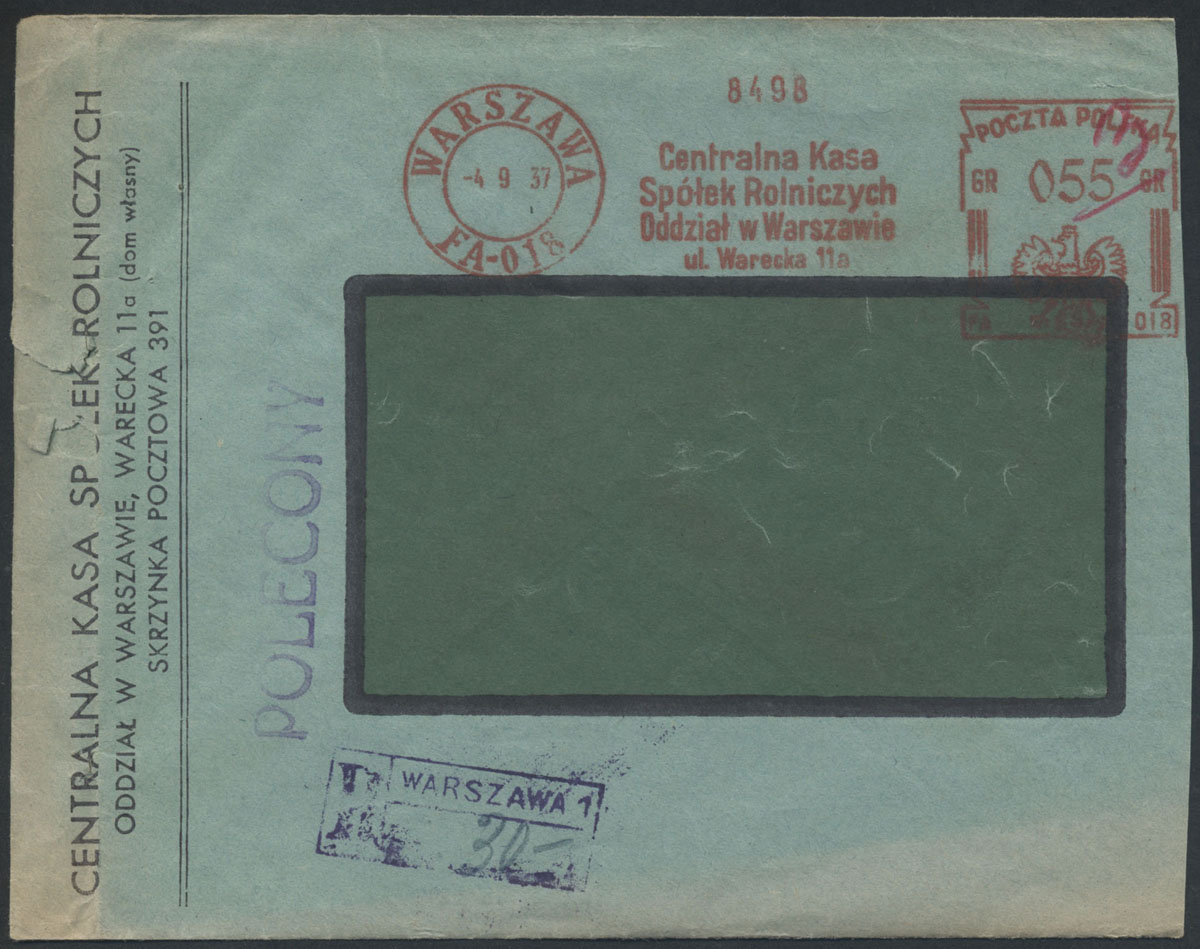 CENTRALNA KASA SP EK ROLNICZYCH
ODDZIAŁ W WARSZAWIE, WARECKA 11a (dom własny)
SKRZYNKA POCZTOWA 391
WARSZAWA
-4 9 37
FA-018
8498
Centralna Kasa
Spółek Rolniczych
Oddział w Warszawie
ul. Warecka 11a
POCZTA POLSKA
GR 055 GR
018
POLECONY
WARSZAWA 1
30-